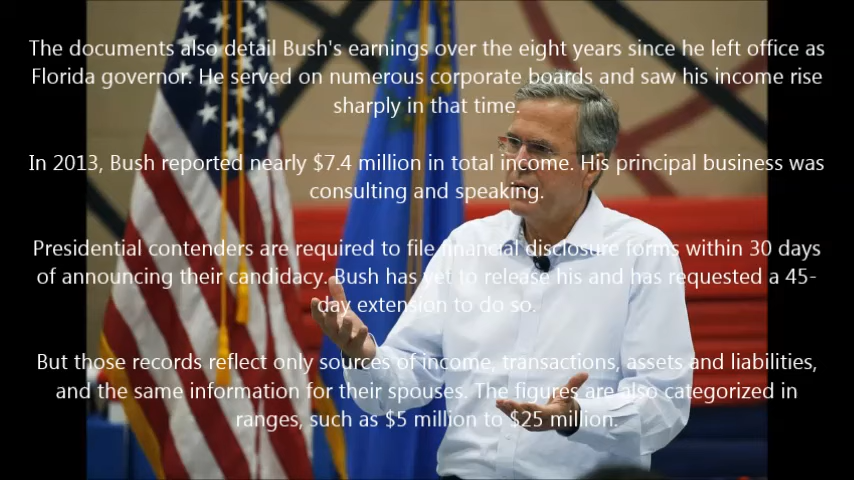 The documents also detail Bush's earnings over the eight years since he left office as
Florida governor. He served on numerous corporate boards and saw his income rise
sharply in that time.
In 2013, Bush reported nearly $7.4 million in total income. His principal business was
consulting and speaking.
Presidential contenders are required to file financial disclosure forms within 30 days
of announcing their candidacy. Bush has yet to release his and has requested a 45-
day extension to do so.
But those records reflect only sources of income, transactions, assets and liabilities,
and the same information for their spouses. The figures are also categorized in
ranges, such as $5 million to $25 million.